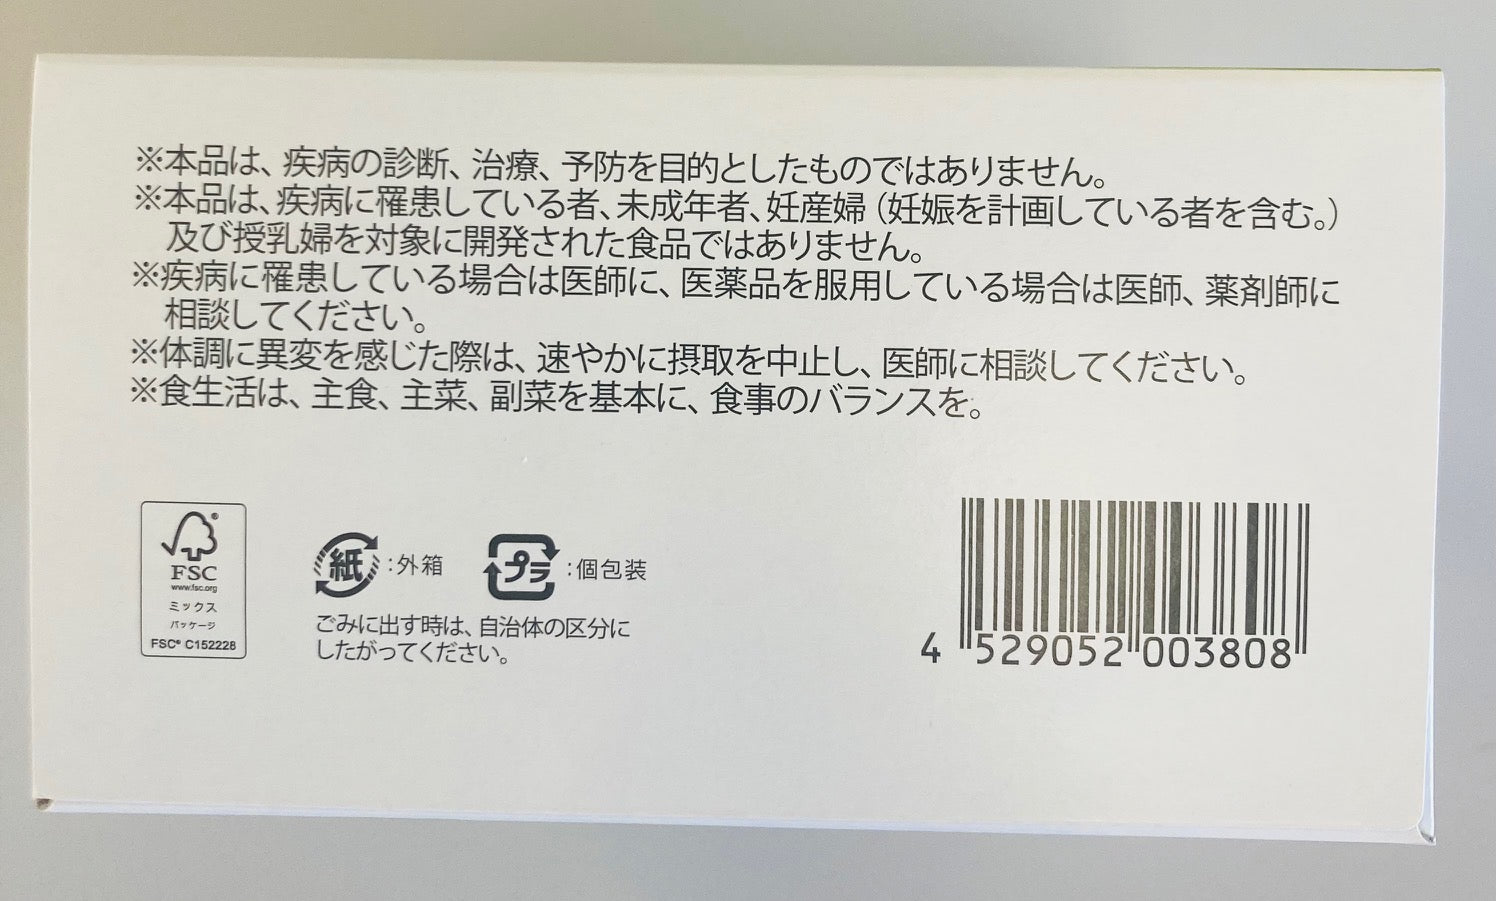 ※本品は、疾病の診断、治療、予防を目的としたものではありません。
※本品は、疾病に罹患している者、未成年者、妊産婦（妊娠を計画している者を含む。）
及び授乳婦を対象に開発された食品ではありません。
※疾病に罹患している場合は医師に、医薬品を服用している場合は医師、薬剤師に
相談してください。
※体調に異変を感じた際は、速やかに摂取を中止し、医師に相談してください。
※食生活は、主食、主菜、副菜を基本に、食事のバランスを。
FSC
www.fsc.org
ミックス
パッケージ
FSC® C152228
紙:外箱
プラ:個包装
ごみに出す時は、自治体の区分に
したがってください。
4 529052 003808